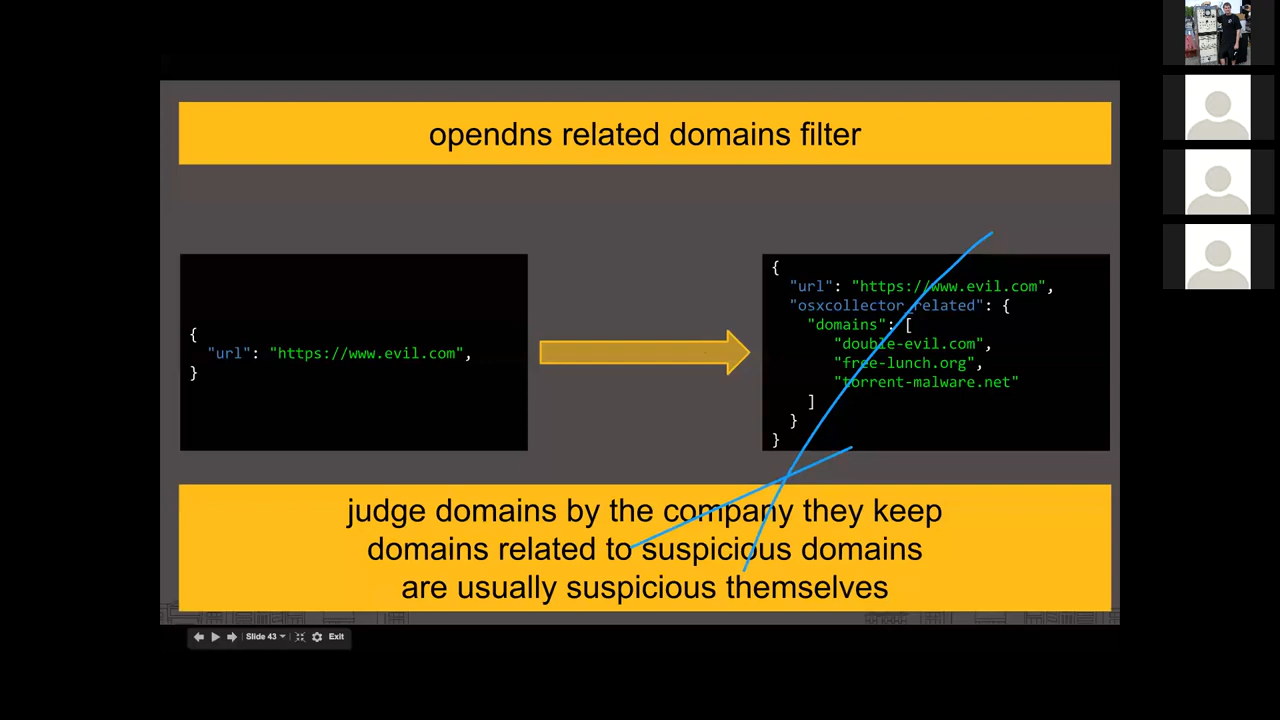 opendns related domains filter
{
"url": "https://www.evil.com",
}
{
"url": "https://www.evil.com",
"osxcollector_related": {
"domains": [
"double-evil.com",
"free-lunch.org",
"torrent-malware.net"
]
}
}
judge domains by the company they keep
domains related to suspicious domains
are usually suspicious themselves
Slide 43
Exit